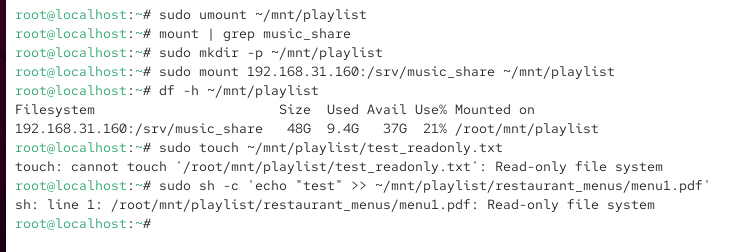 root@localhost:~# sudo umount ~/mnt/playlist
root@localhost:~# mount | grep music_share
root@localhost:~# sudo mkdir -p ~/mnt/playlist
root@localhost:~# sudo mount 192.168.31.160:/srv/music_share ~/mnt/playlist
root@localhost:~# df -h ~/mnt/playlist
Filesystem                        Size  Used Avail Use% Mounted on
192.168.31.160:/srv/music_share   48G  9.4G   37G  21% /root/mnt/playlist
root@localhost:~# sudo touch ~/mnt/playlist/test_readonly.txt
touch: cannot touch '/root/mnt/playlist/test_readonly.txt': Read-only file system
root@localhost:~# sudo sh -c 'echo "test" >> ~/mnt/playlist/restaurant_menus/menu1.pdf'
sh: line 1: /root/mnt/playlist/restaurant_menus/menu1.pdf: Read-only file system
root@localhost:~#